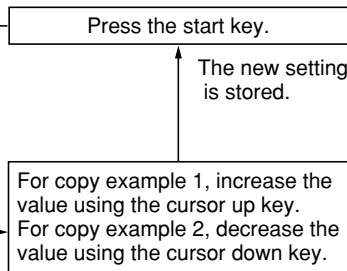 Press the start key.
The new setting
is stored.
For copy example 1, increase the
value using the cursor up key.
For copy example 2, decrease the
value using the cursor down key.